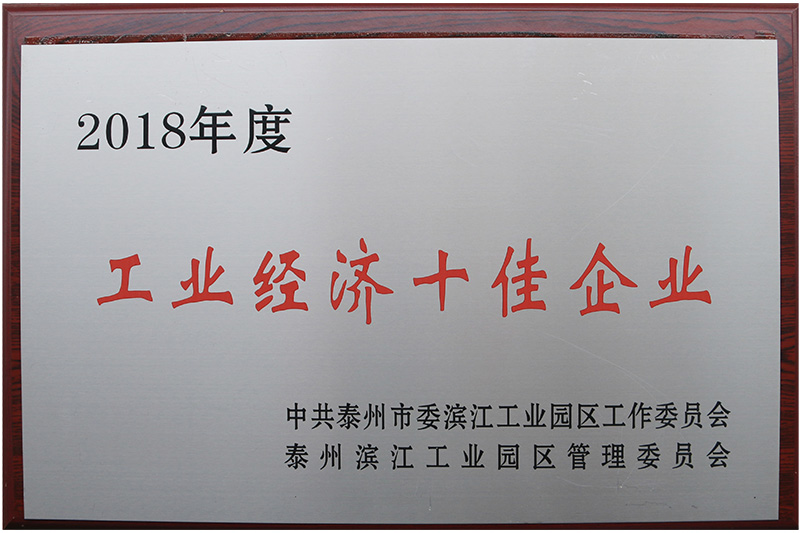 2018年度
工业经济十佳企业
中共泰州市委滨江工业园区工作委员会
泰州滨江工业园区管理委员会